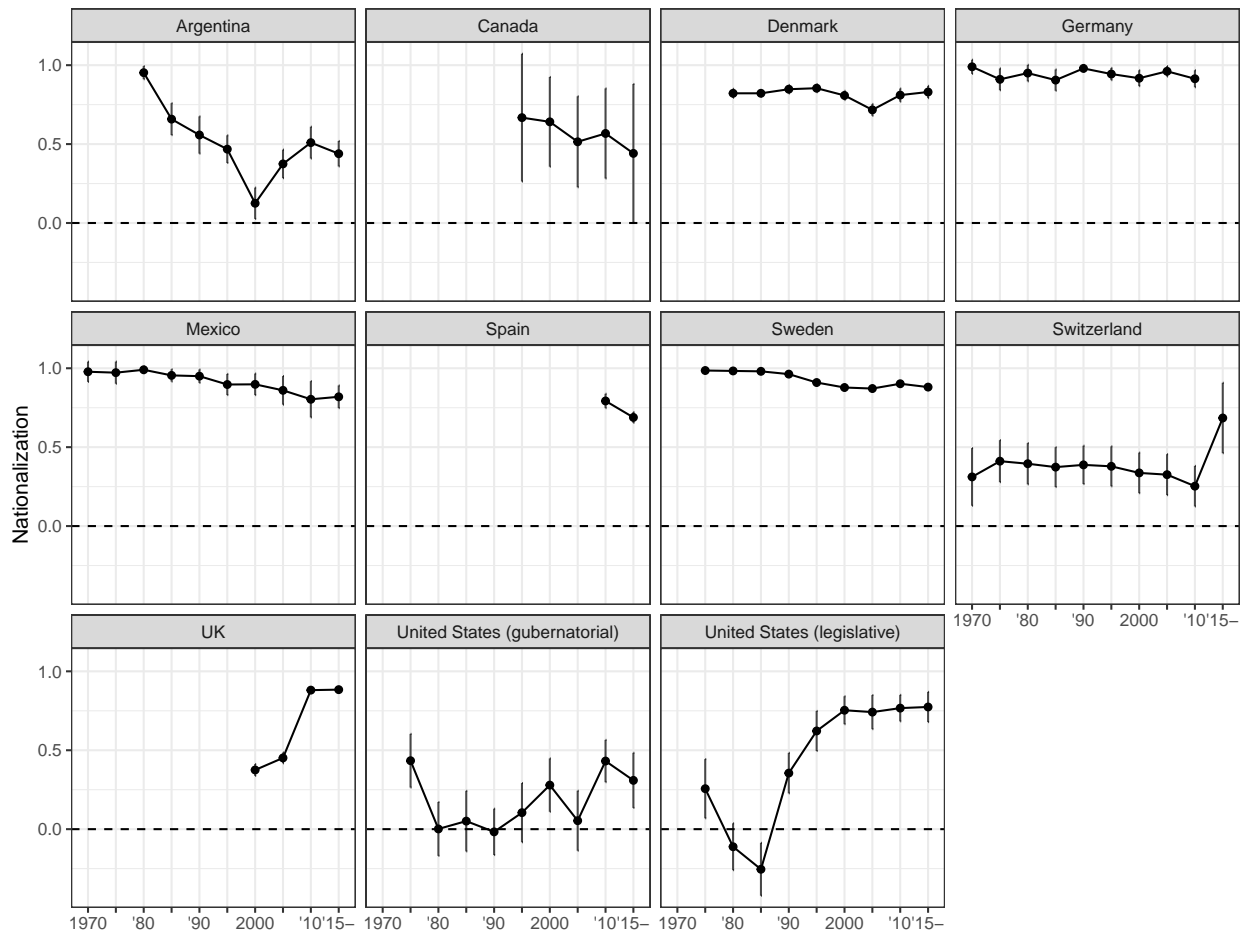 Argentina
Canada
Denmark
Germany
1.0
0.5
0.0
Mexico
Spain
Sweden
Switzerland
1.0
0.5
0.0
Nationalization
1970 '80 '90 2000 '10'15–
UK
United States (gubernatorial)
United States (legislative)
1.0
0.5
0.0
1970 '80 '90 2000 '10'15–
1970 '80 '90 2000 '10'15–
1970 '80 '90 2000 '10'15–